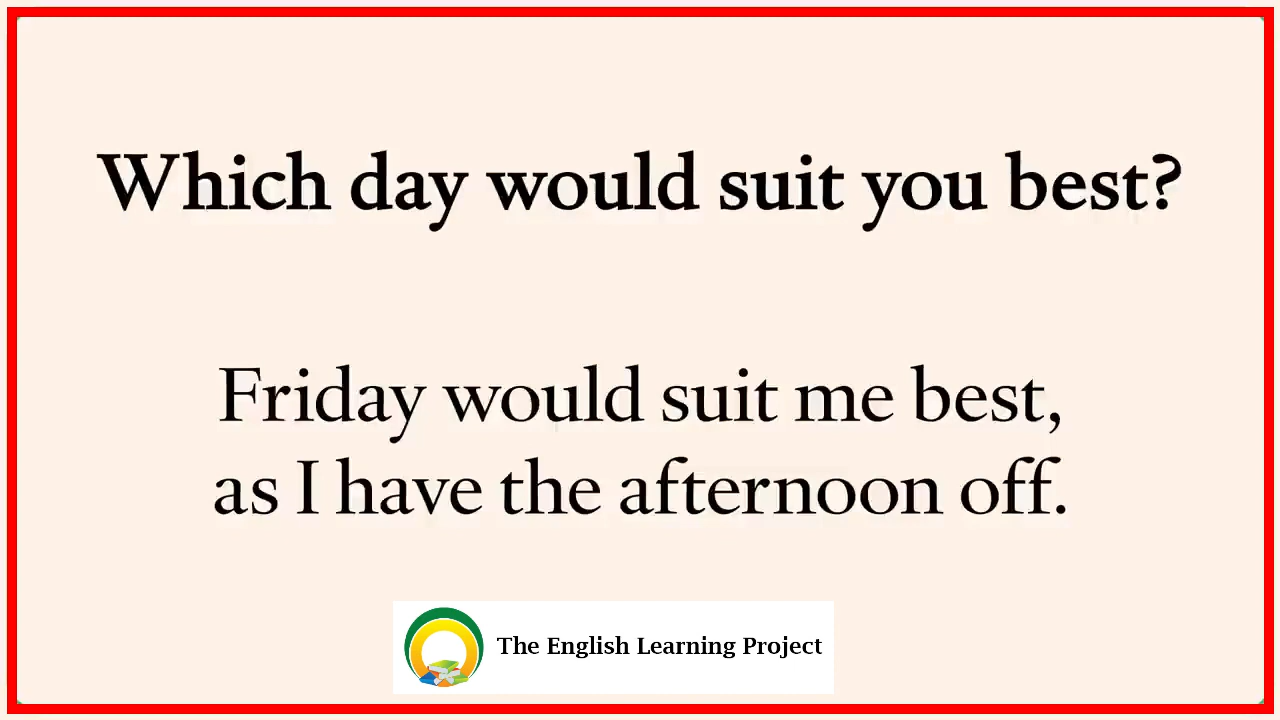 Which day would suit you best?
Friday would suit me best,
as I have the afternoon off.
The English Learning Project